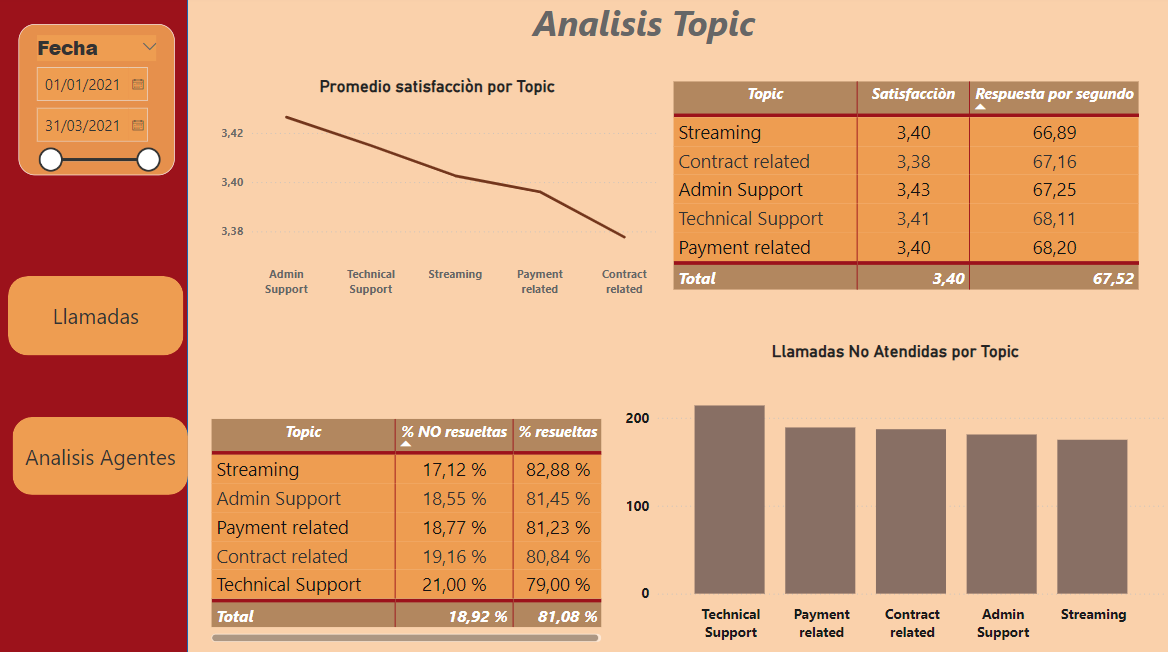 Analisis Topic
Fecha
01/01/2021
31/03/2021
Llamadas
Analisis Agentes
Promedio satisfacciòn por Topic
3,42
3,40
3,38
Admin Support
Technical Support
Streaming
Payment related
Contract related
Topic Satisfacciòn Respuesta por segundo
Streaming 3,40 66,89
Contract related 3,38 67,16
Admin Support 3,43 67,25
Technical Support 3,41 68,11
Payment related 3,40 68,20
Total 3,40 67,52
Topic % NO resueltas % resueltas
Streaming 17,12 % 82,88 %
Admin Support 18,55 % 81,45 %
Payment related 18,77 % 81,23 %
Contract related 19,16 % 80,84 %
Technical Support 21,00 % 79,00 %
Total 18,92 % 81,08 %
Llamadas No Atendidas por Topic
200
100
0
Technical Support
Payment related
Contract related
Admin Support
Streaming